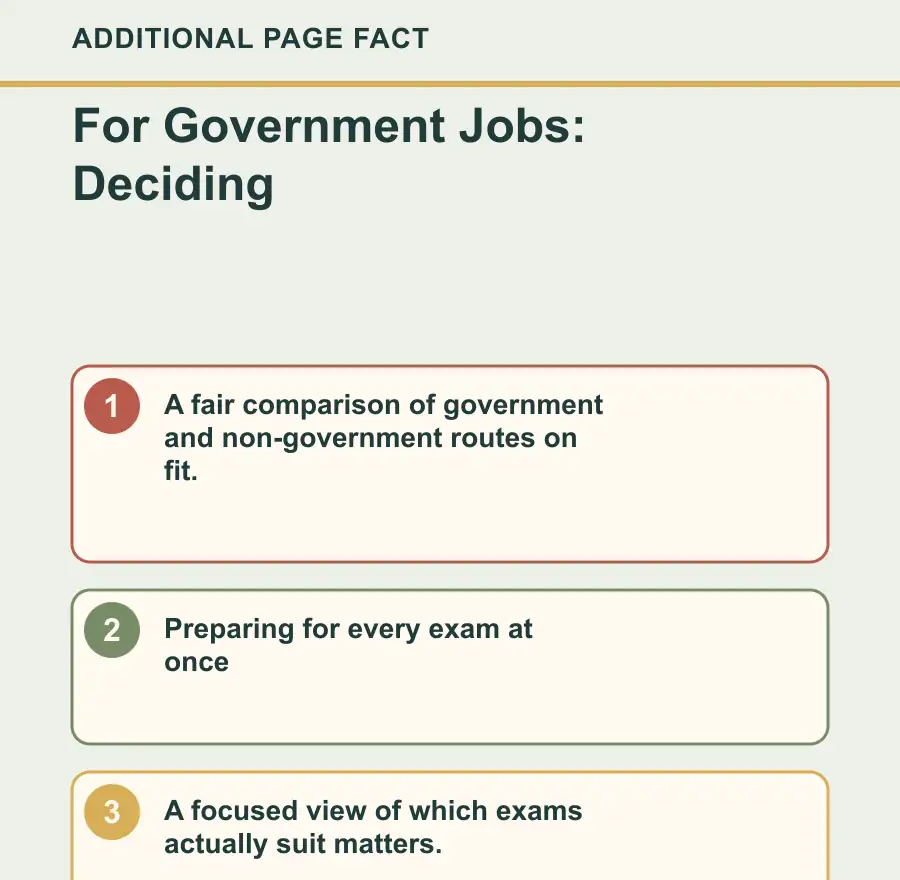 ADDITIONAL PAGE FACT
For Government Jobs:
Deciding
1
A fair comparison of government
and non-government routes on
fit.
2
Preparing for every exam at
once
3
A focused view of which exams
actually suit matters.